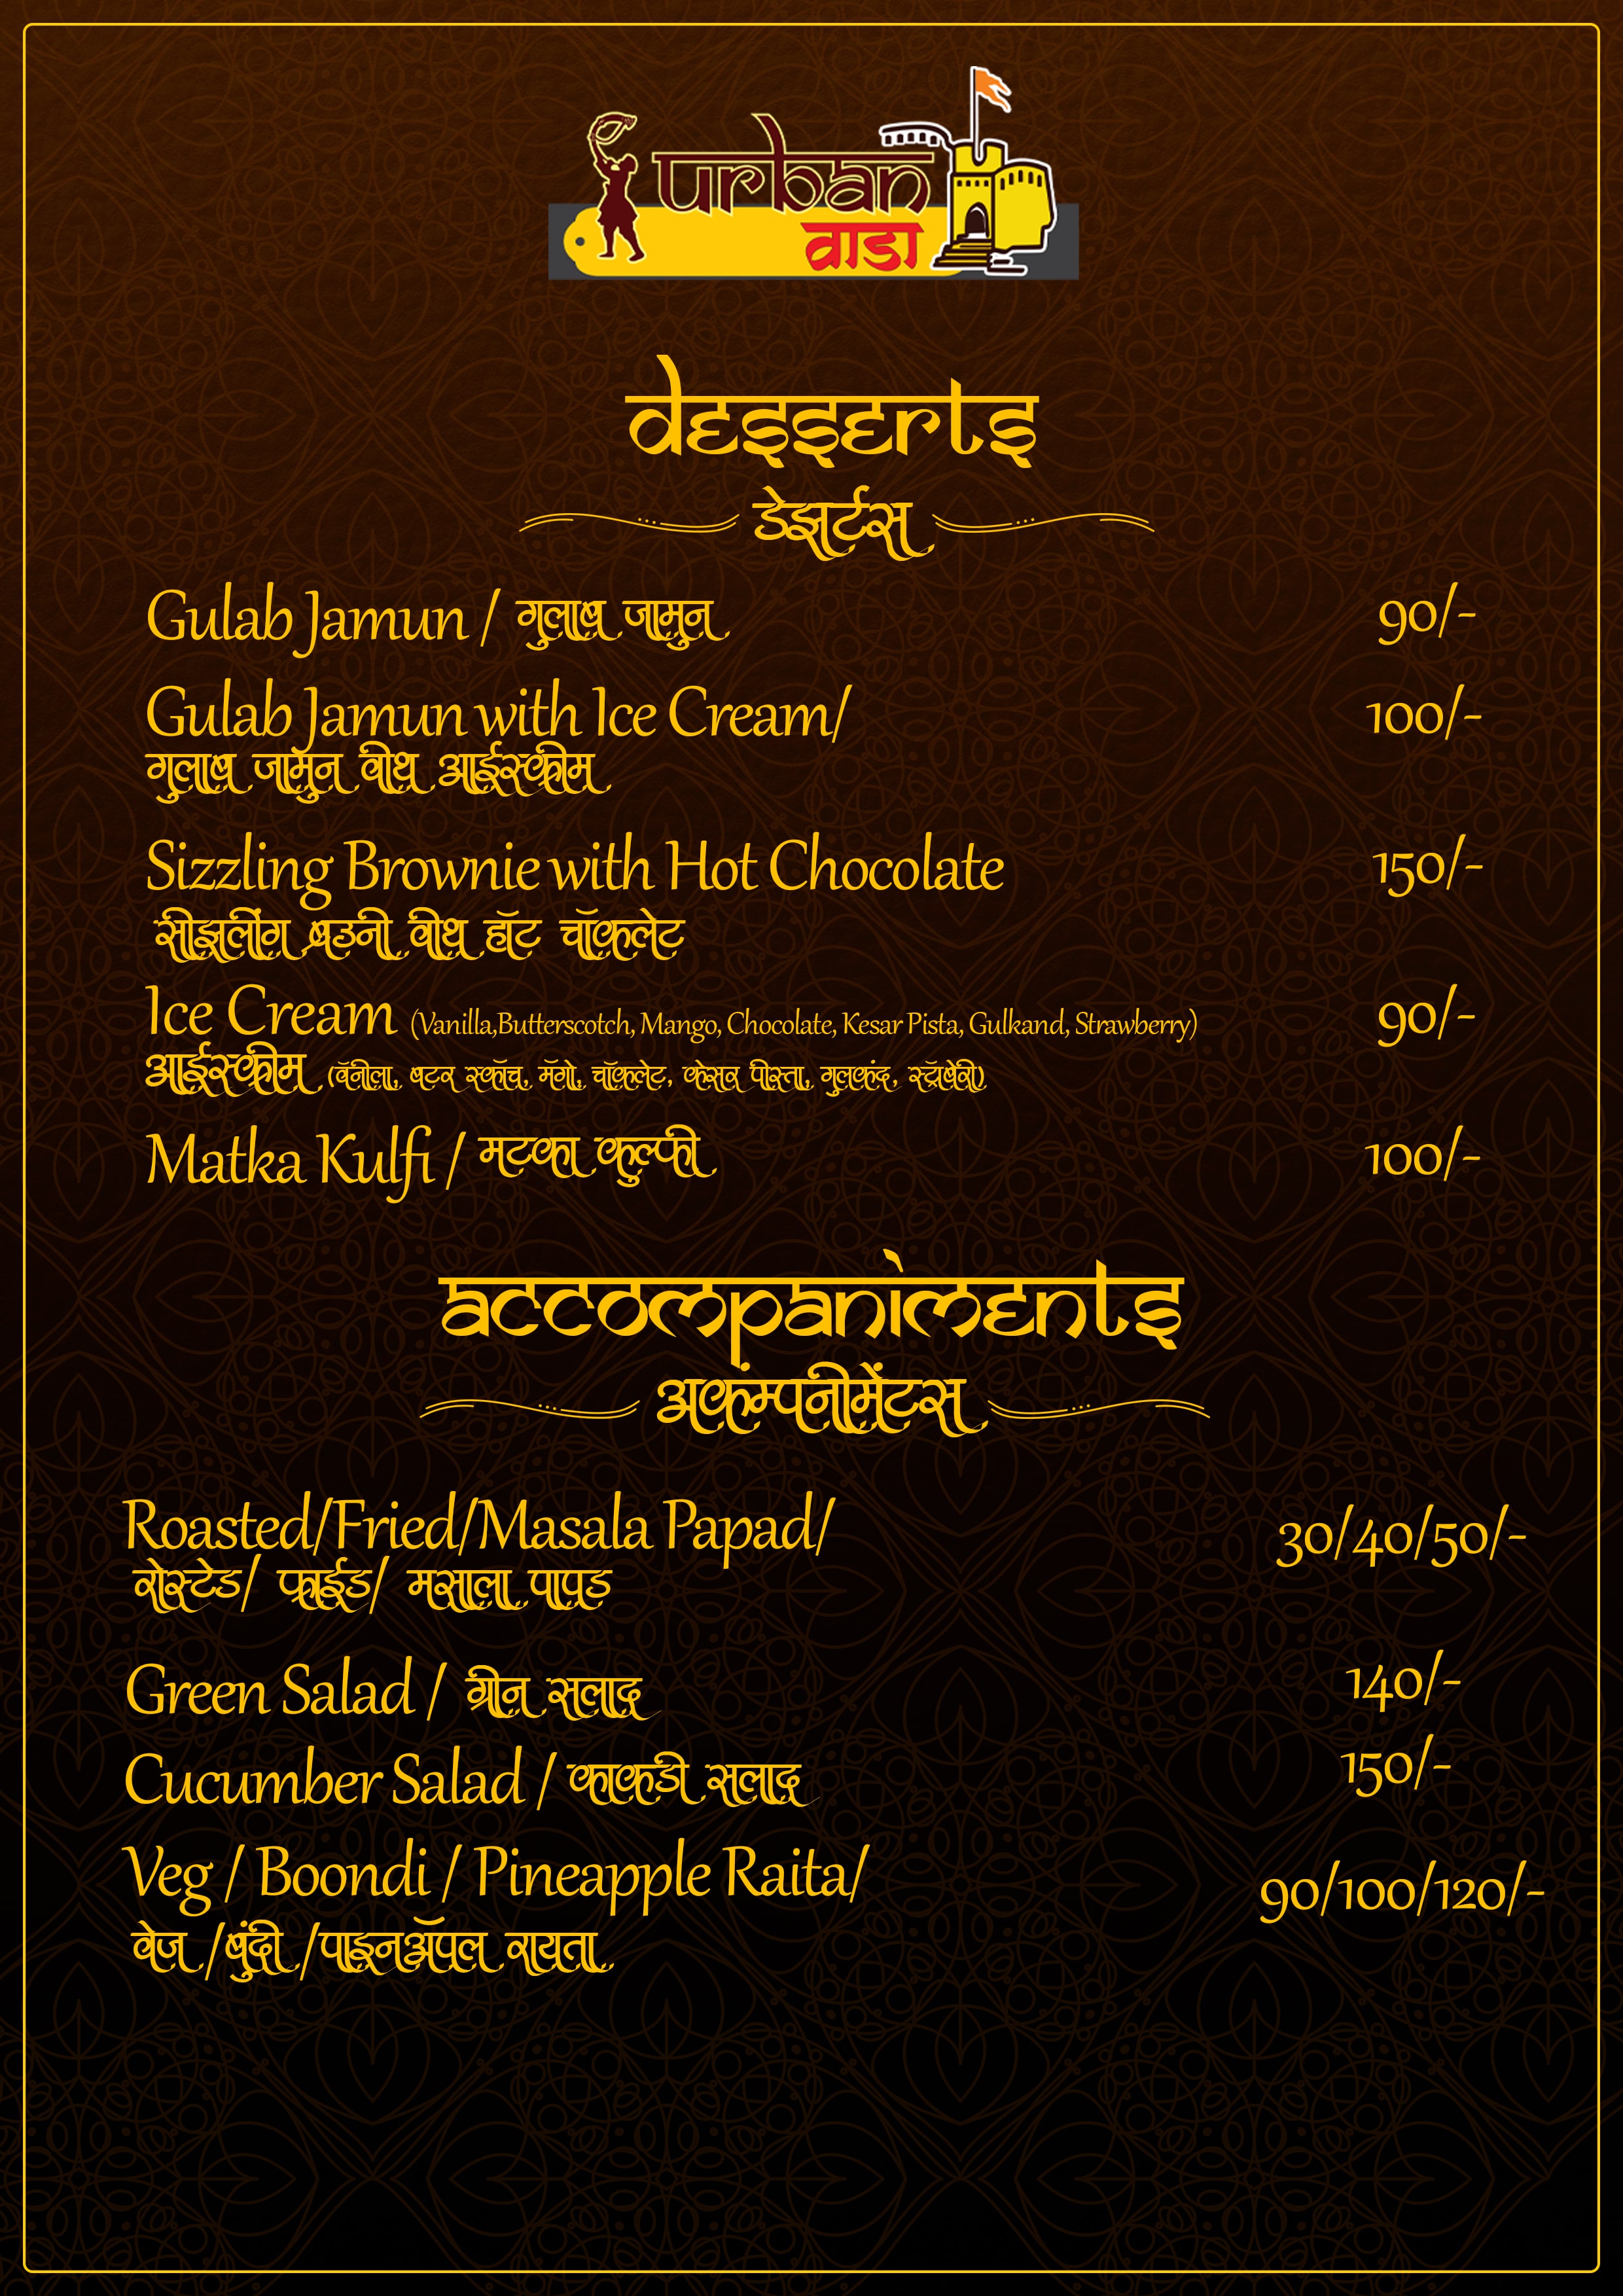 urban
वाडा
Desserts
डेझर्टस
Gulab Jamun / गुलाब जामुन
90/-
Gulab Jamun with Ice Cream/
100/-
गुलाब जामुन वीथ आईस्क्रीम
Sizzling Brownie with Hot Chocolate
150/-
सीझलींग ब्रउनी वीथ हॉट चॉकलेट
Ice Cream (Vanilla,Butterscotch, Mango, Chocolate, Kesar Pista, Gulkand, Strawberry)
90/-
आईस्क्रीम (वॅनीला, बटर स्कॉच, मॅंगो, चॉकलेट, केसर पीस्ता, गुलकंद, स्ट्रॅाबेरी)
Matka Kulfi / मटका कुल्फी
100/-
Accompaniments
अकंम्पनीमेंटस
Roasted/Fried/Masala Papad/
30/40/50/-
रोस्टेड/ फ्राईड/ मसाला पापड
Green Salad / ग्रीन सलाद
140/-
Cucumber Salad / काकडी सलाद
150/-
Veg / Boondi / Pineapple Raita/
90/100/120/-
वेज /बुंदी /पाइनॲपल रायता